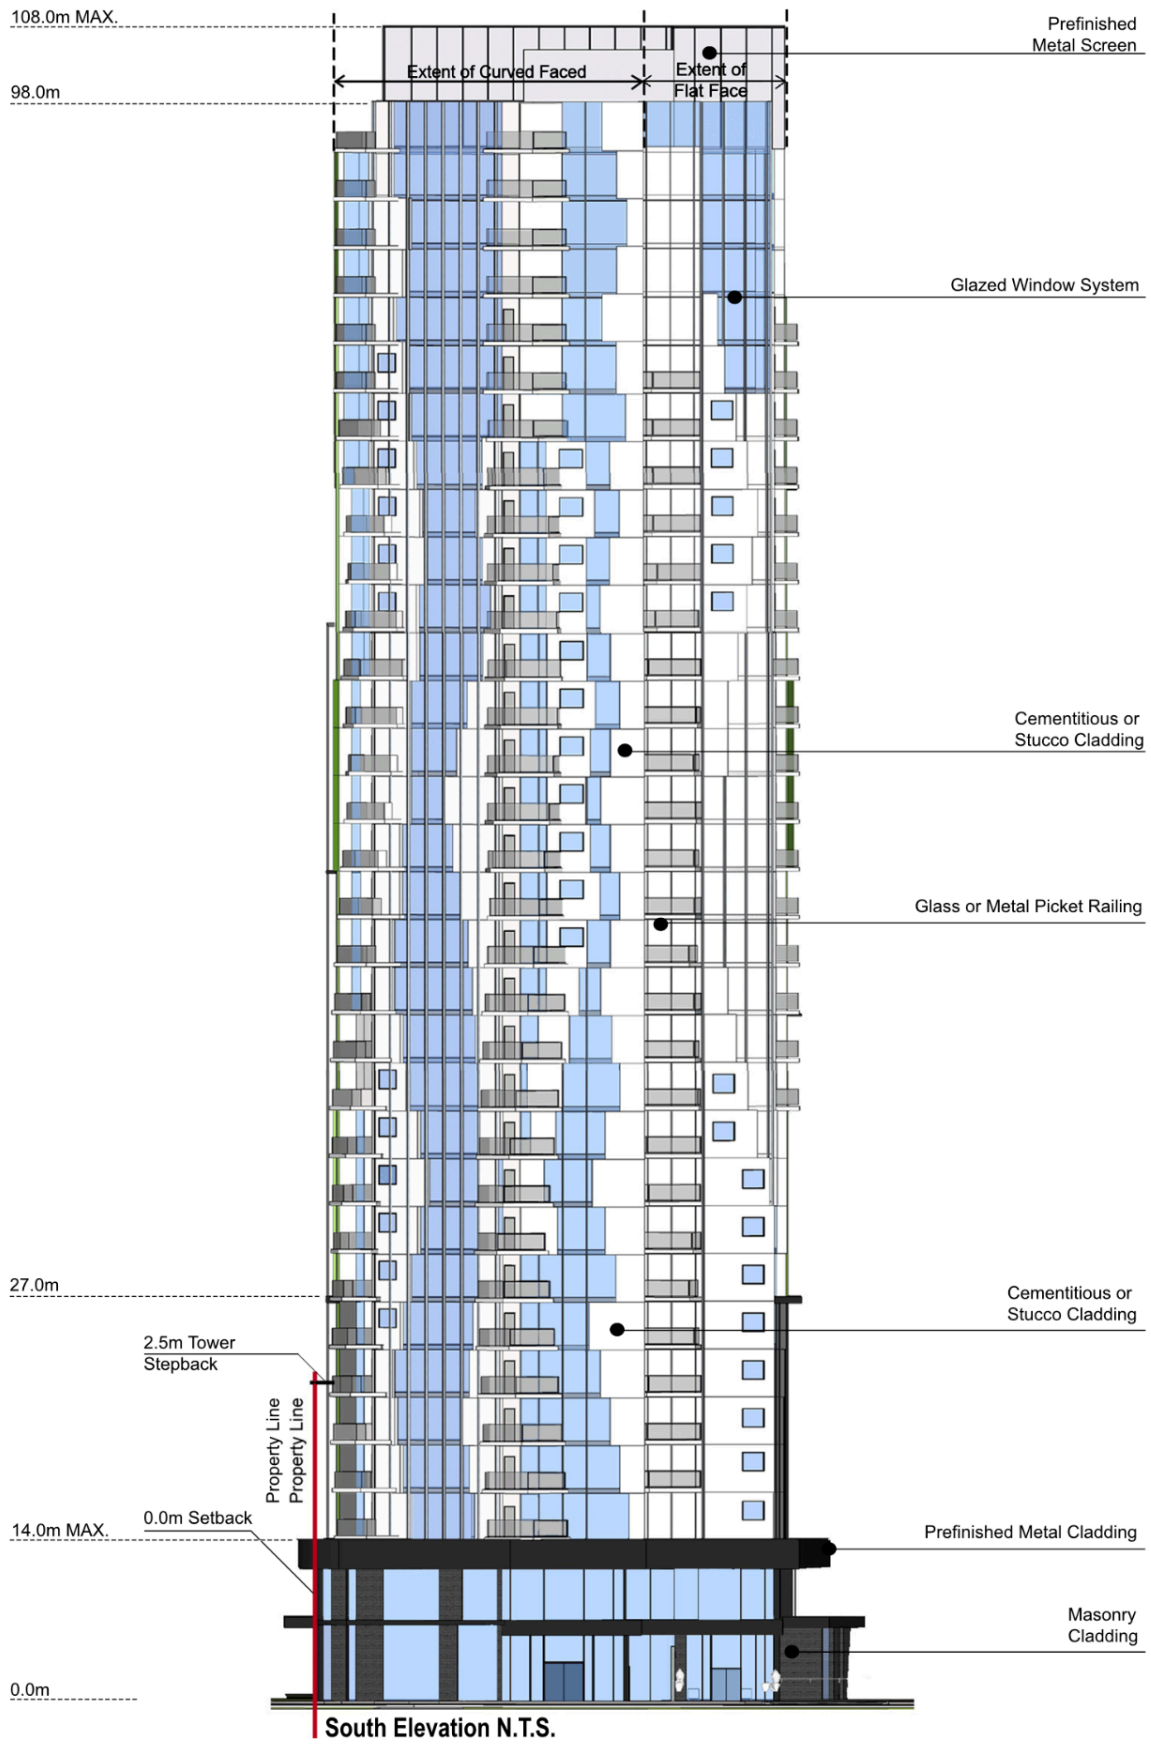 108.0m MAX.
Prefinished
Metal Screen
Extent of Curved Faced
Extent of
Flat Face
98.0m
Glazed Window System
Cementitious or
Stucco Cladding
Glass or Metal Picket Railing
27.0m
Cementitious or
Stucco Cladding
2.5m Tower
Stepback
Property Line
Property Line
0.0m Setback
14.0m MAX.
Prefinished Metal Cladding
Masonry
Cladding
0.0m
South Elevation N.T.S.